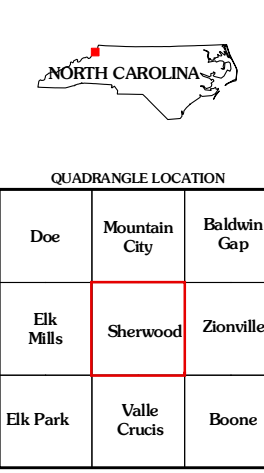 NORTH CAROLINA
QUADRANGLE LOCATION
Doe
Mountain
City
Baldwin
Gap
Elk
Mills
Sherwood
Zionville
Elk Park
Valle
Crucis
Boone